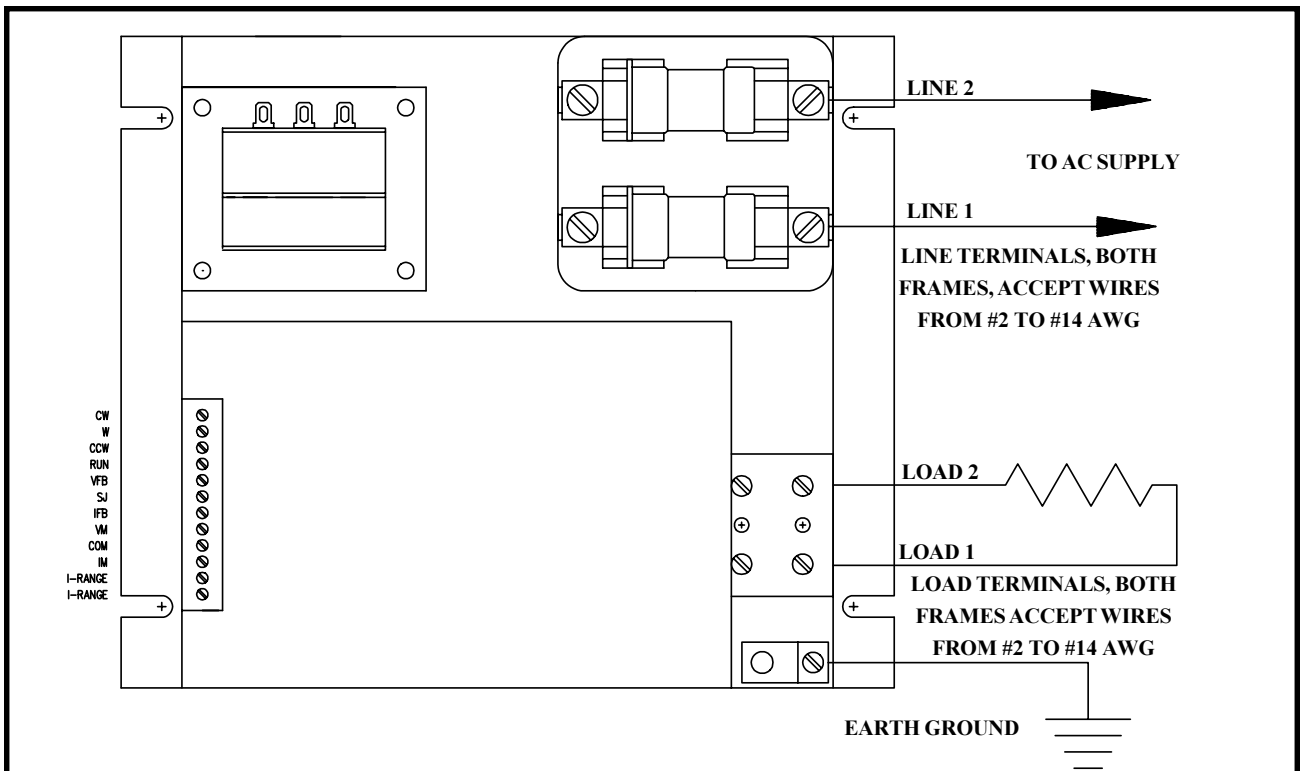 LINE 2
TO AC SUPPLY
LINE 1
LINE TERMINALS, BOTH
FRAMES, ACCEPT WIRES
FROM #2 TO #14 AWG
CW
W
CCW
RUN
VFB
SJ
IFB
VM
COM
IM
I-RANGE
I-RANGE
LOAD 2
LOAD 1
LOAD TERMINALS, BOTH
FRAMES ACCEPT WIRES
FROM #2 TO #14 AWG
EARTH GROUND